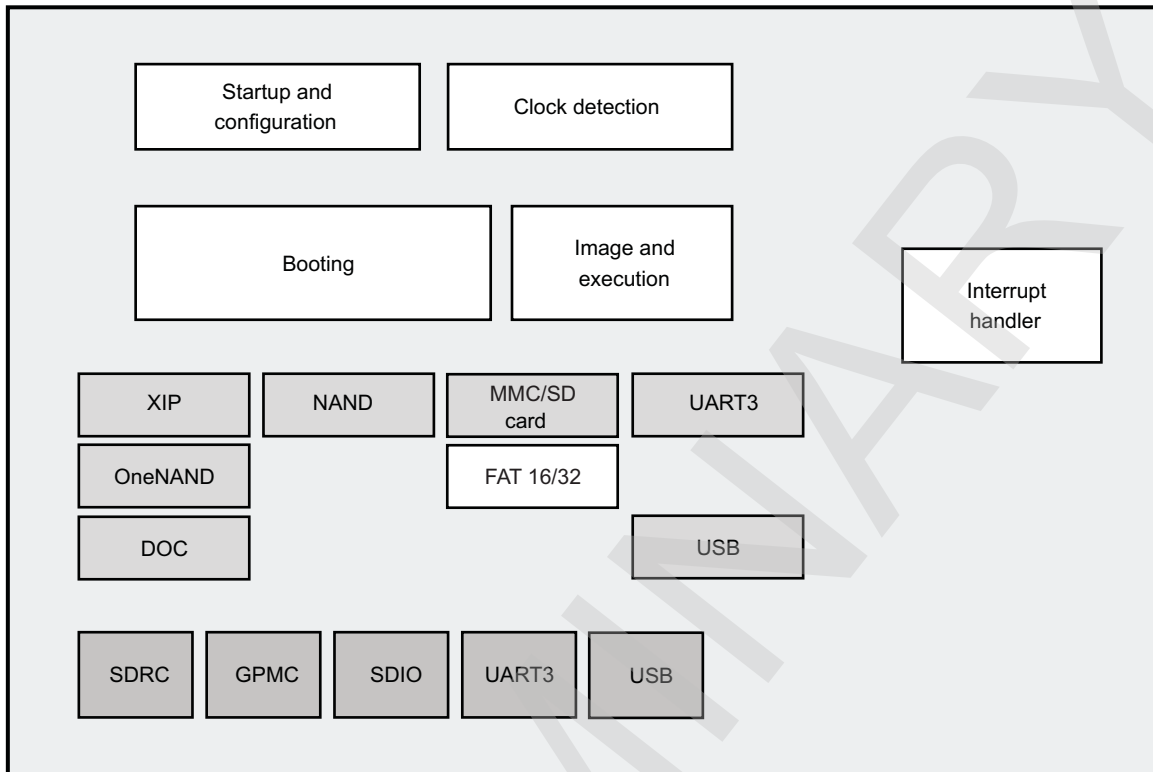 Startup and
configuration
Clock detection
Booting
Image and
execution
Interrupt
handler
XIP
NAND
MMC/SD
card
UART3
OneNAND
FAT 16/32
DOC
USB
SDRC
GPMC
SDIO
UART3
USB
MINARY